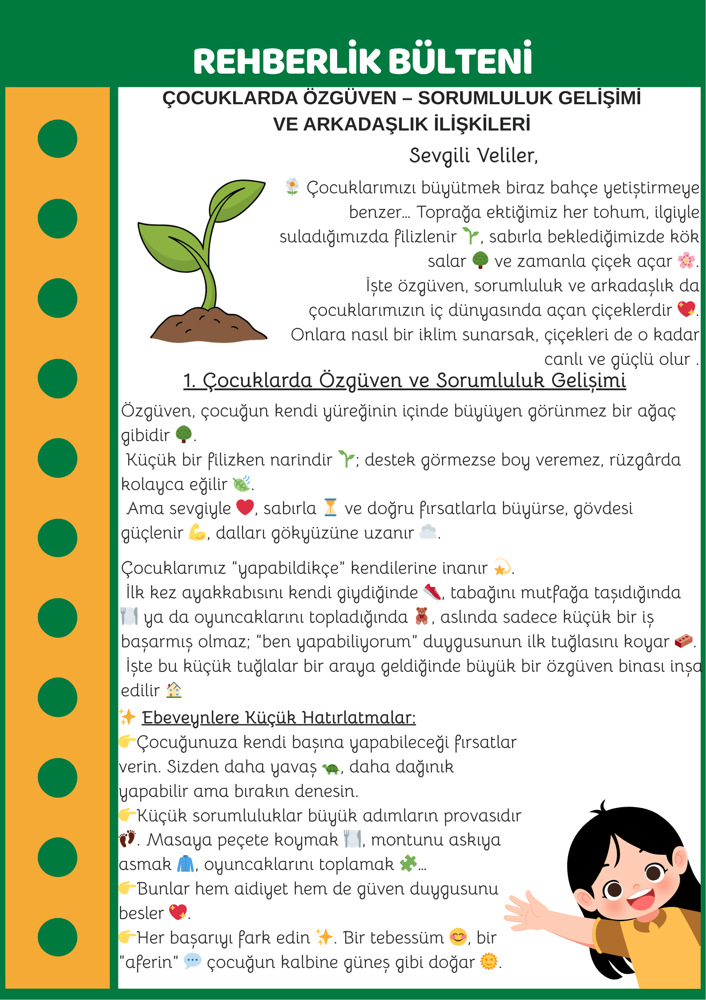 REHBERLİK BÜLTENİ
ÇOCUKLARDA ÖZGÜVEN – SORUMLULUK GELİŞİMİ
VE ARKADAŞLIK İLİŞKİLERİ
Sevgili Veliler,
🌼 Çocuklarımızı büyütmek biraz bahçe yetiştirmeye
benzer... Toprağa ektiğimiz her tohum, ilgiyle
suladığımızda filizlenir 🌱, sabırla beklediğimizde kök
salar 🌳 ve zamanla çiçek açar 🌸.
İşte özgüven, sorumluluk ve arkadaşlık da
çocuklarımızın iç dünyasında açan çiçeklerdir 💖.
Onlara nasıl bir iklim sunarsak, çiçekleri de o kadar
canlı ve güçlü olur .
1. Çocuklarda Özgüven ve Sorumluluk Gelişimi
Özgüven, çocuğun kendi yüreğinin içinde büyüyen görünmez bir ağaç
gibidir 🌳.
Küçük bir filizken narindir 🌱; destek görmezse boy veremez, rüzgârda
kolayca eğilir 🍃.
Ama sevgiyle ❤️, sabırla ⏳ ve doğru fırsatlarla büyürse, gövdesi
güçlenir 💪, dalları gökyüzüne uzanır ☁️.
Çocuklarımız “yapabildikçe” kendilerine inanır 💫.
İlk kez ayakkabısını kendi giydiğinde 👟, tabağını mutfağa taşıdığında
🍽️ ya da oyuncaklarını topladığında 🧸, aslında sadece küçük bir iş
başarmış olmaz; “ben yapabiliyorum” duygusunun ilk tuğlasını koyar 🧱.
İşte bu küçük tuğlalar bir araya geldiğinde büyük bir özgüven binası inşa
edilir 🏠
✨ Ebeveynlere Küçük Hatırlatmalar:
👉Çocuğunuza kendi başına yapabileceği fırsatlar
verin. Sizden daha yavaş 🐢, daha dağınık
yapabilir ama bırakın denesin.
👉Küçük sorumluluklar büyük adımların provasıdır
👣. Masaya peçete koymak 🍽️, montunu askıya
asmak 🧥, oyuncaklarını toplamak 🧩...
👉Bunlar hem aidiyet hem de güven duygusunu
besler 💖.
👉Her başarıyı fark edin ✨. Bir tebessüm 😊, bir
“aferin” 💬 çocuğun kalbine güneş gibi doğar 🌞.